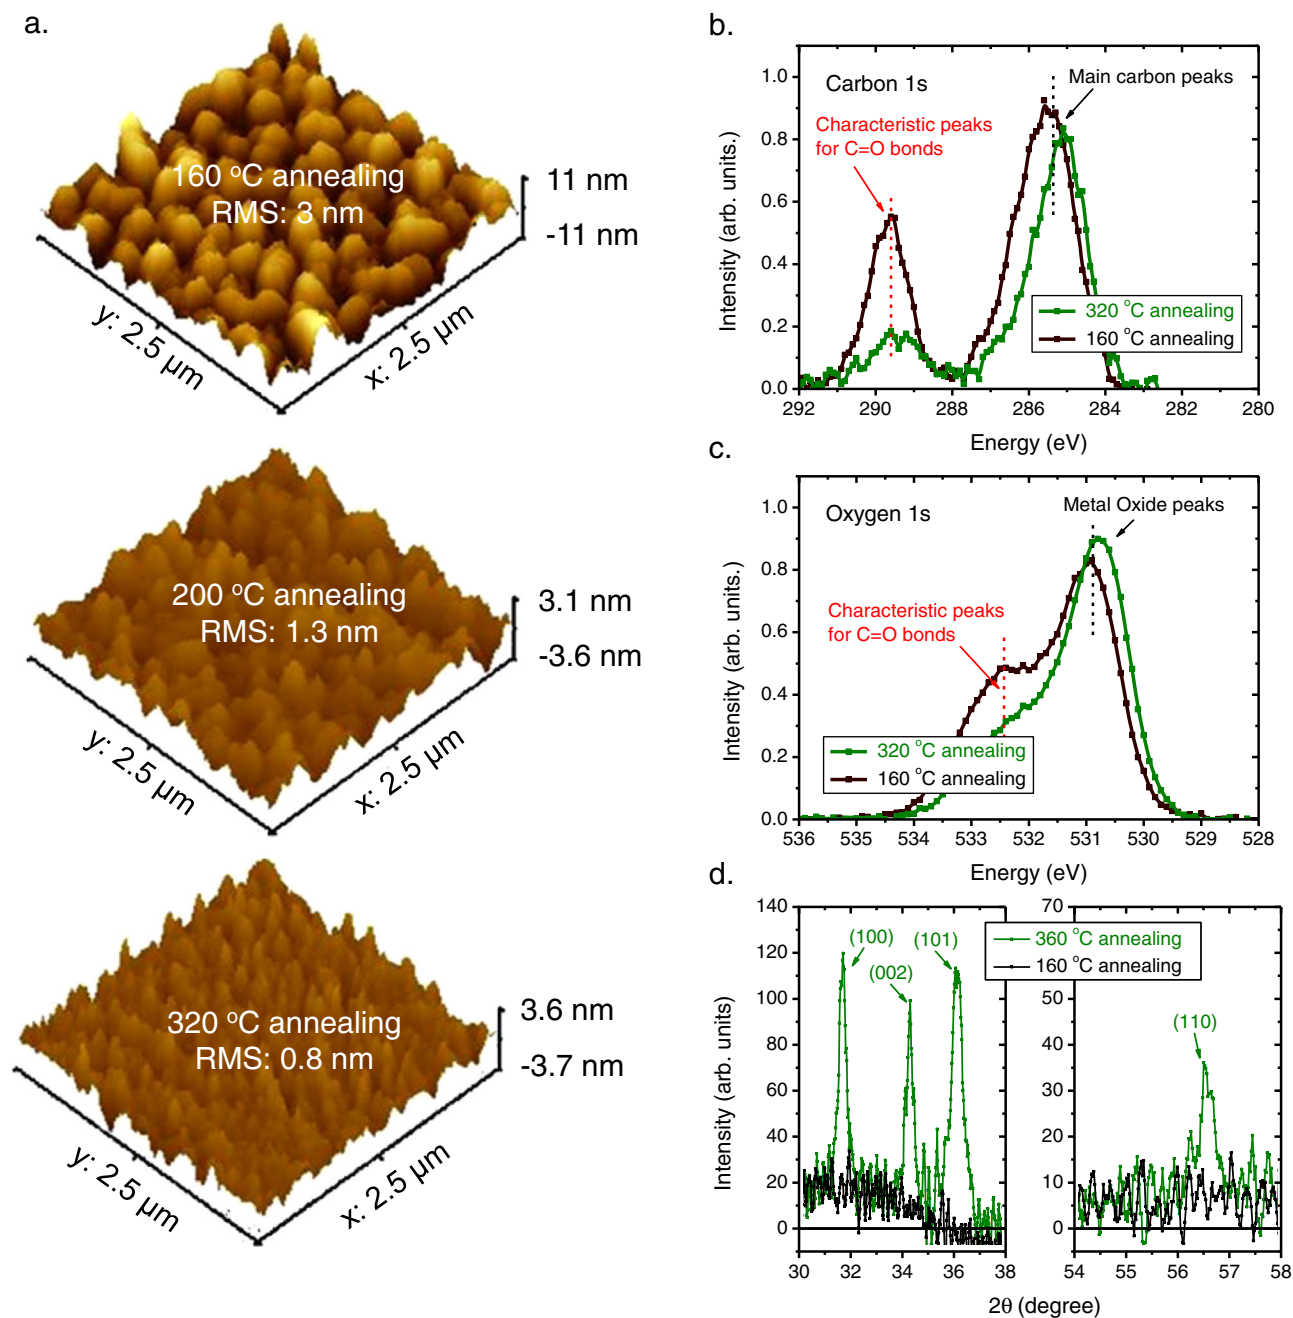 a.
160 °C annealing
RMS: 3 nm
11 nm
-11 nm
y: 2.5 µm
x: 2.5 µm
200 °C annealing
RMS: 1.3 nm
3.1 nm
-3.6 nm
y: 2.5 µm
x: 2.5 µm
320 °C annealing
RMS: 0.8 nm
3.6 nm
-3.7 nm
y: 2.5 µm
x: 2.5 µm
b.
Carbon 1s
Main carbon peaks
Characteristic peaks
for C=O bonds
320 °C annealing
160 °C annealing
Intensity (arb. units.)
1.0
0.8
0.6
0.4
0.2
0.0
292 290 288 286 284 282 280
Energy (eV)
c.
Oxygen 1s
Metal Oxide peaks
Characteristic peaks
for C=O bonds
320 °C annealing
160 °C annealing
Intensity (arb. units.)
1.0
0.8
0.6
0.4
0.2
0.0
536 535 534 533 532 531 530 529 528
Energy (eV)
d.
360 °C annealing
160 °C annealing
(100)
(002)
(101)
(110)
Intensity (arb. units)
140
120
100
80
60
40
20
0
30 32 34 36 38
70
50
40
30
20
10
0
54 55 56 57 58
2θ (degree)